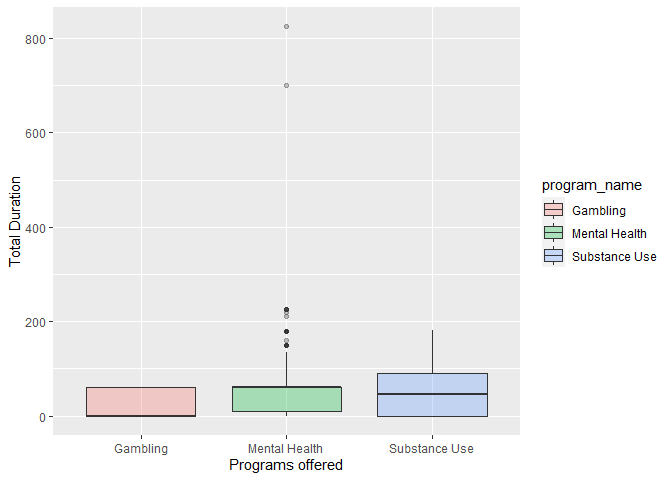 800
600
400
200
0
Total Duration
Gambling
Mental Health
Substance Use
Programs offered
program_name
Gambling
Mental Health
Substance Use